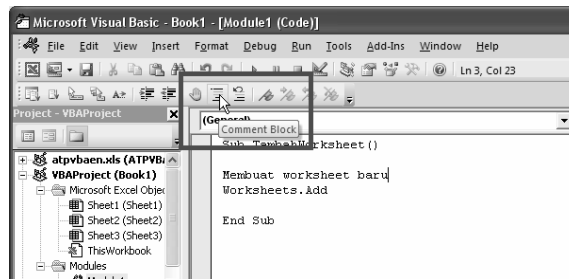 Microsoft Visual Basic - Book1 - [Module1 (Code)]
File Edit View Insert Format Debug Run Tools Add-Ins Window Help
Ln 3, Col 23
Project - VBAProject
(General)
Comment Block
Sub TambahWorksheet()
atpvbaen.xls (ATPVBA
VBAProject (Book1)
Membuat worksheet baru
Microsoft Excel Objec
Worksheets.Add
Sheet1 (Sheet1)
Sheet2 (Sheet2)
End Sub
Sheet3 (Sheet3)
ThisWorkbook
Modules